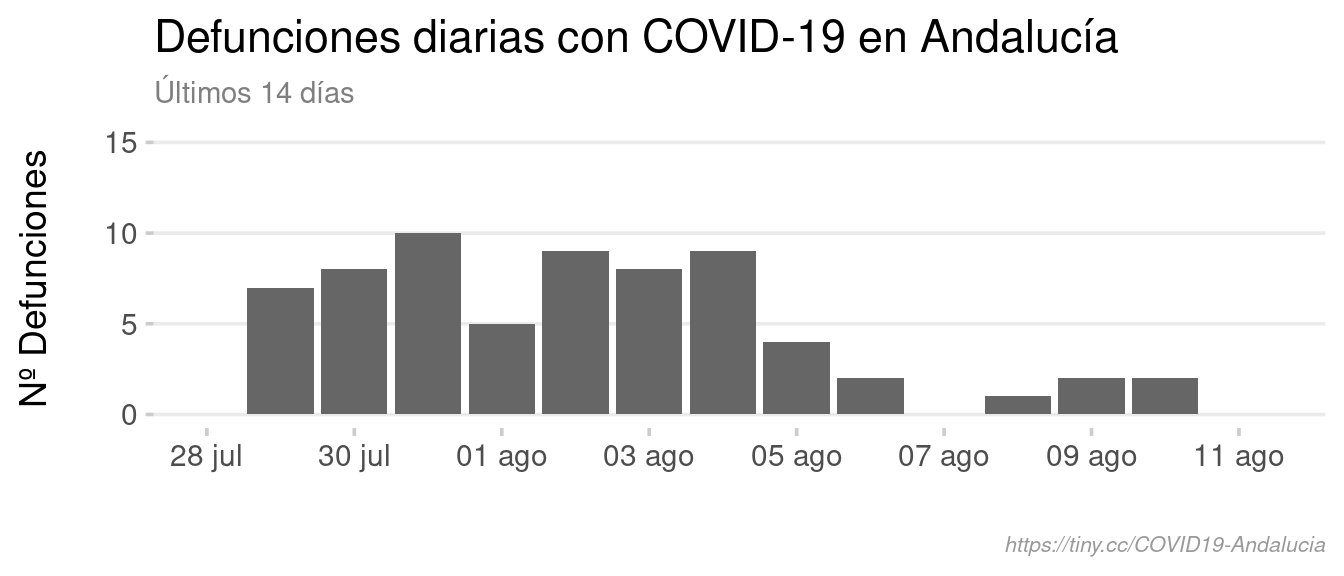 Defunciones diarias con COVID-19 en Andalucía
Últimos 14 días
Nº Defunciones
15
10
5
0
28 jul 30 jul 01 ago 03 ago 05 ago 07 ago 09 ago 11 ago
https://tiny.cc/COVID19-Andalucia